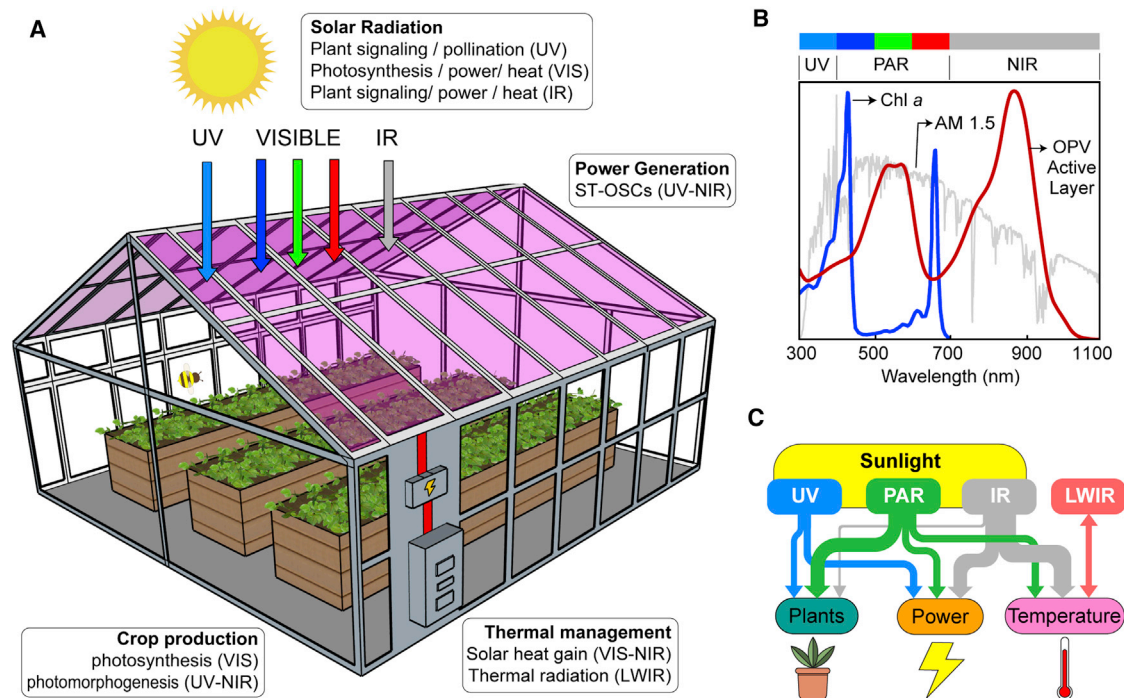 A
Solar Radiation
Plant signaling / pollination (UV)
Photosynthesis / power/ heat (VIS)
Plant signaling/ power / heat (IR)
UV VISIBLE IR
Power Generation
ST-OSCs (UV-NIR)
Crop production
photosynthesis (VIS)
photomorphogenesis (UV-NIR)
Thermal management
Solar heat gain (VIS-NIR)
Thermal radiation (LWIR)
B
UV PAR NIR
Chl a
AM 1.5
OPV
Active
Layer
300 500 700 900 1100
Wavelength (nm)
C
Sunlight
UV PAR IR LWIR
Plants Power Temperature